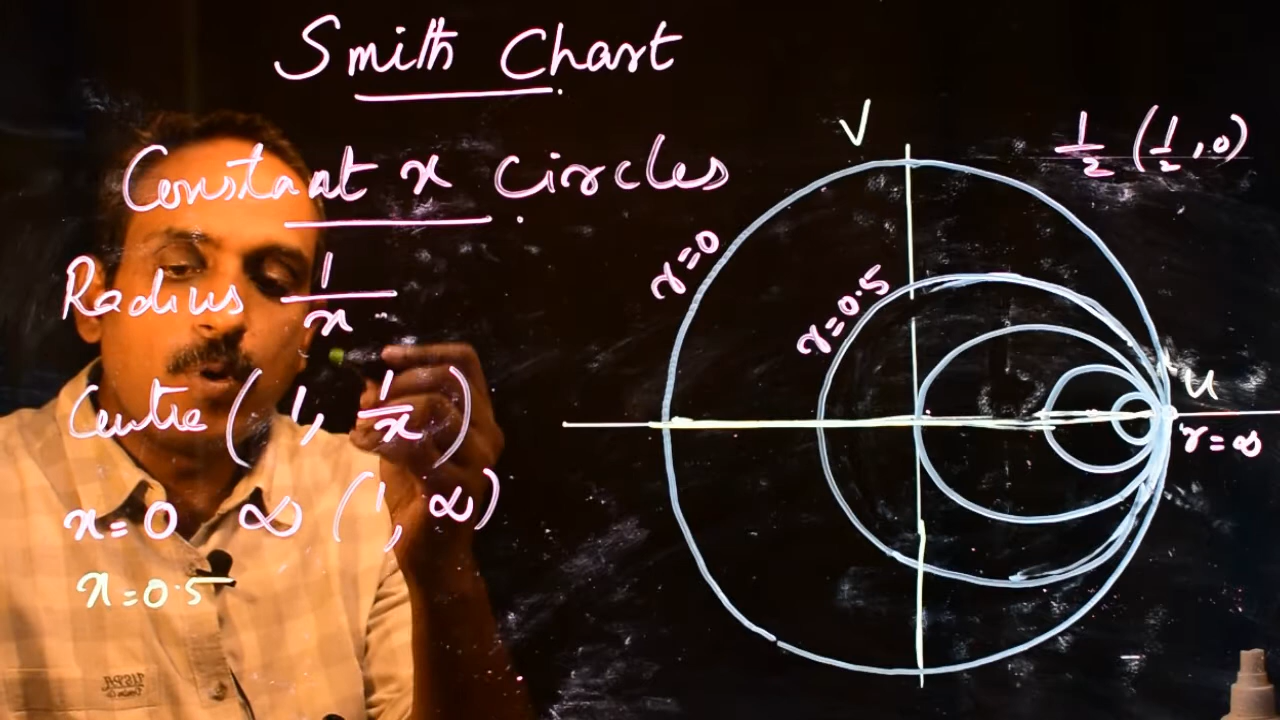 Smith Chart
Constant x circles
Radius 1/x
Centre (1, 1/x)
x=0 ∞ (1, ∞)
x=0.5
V
1/2 (1/2, 0)
r=0
r=0.5
u
r=∞